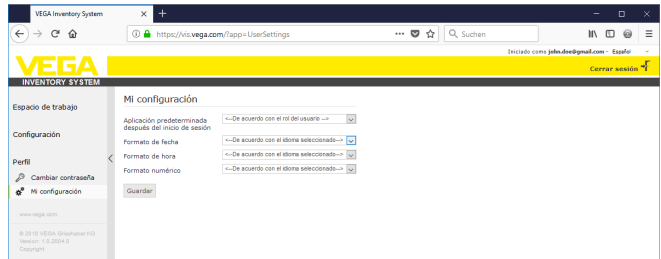 VEGA Inventory System
https://vis.vega.com/?app=UserSettings
Suchen
Iniciado como john.doe@gmail.com - Español
VEGA
Cerrar sesión
INVENTORY SYSTEM
Espacio de trabajo
Configuración
Perfil
Cambiar contraseña
Mi configuración
www.vega.com
Copyright
Mi configuración
Aplicación predeterminada
después del inicio de sesión
<--De acuerdo con el rol del usuario -->
Formato de fecha
<--De acuerdo con el idioma seleccionado-->
Formato de hora
<--De acuerdo con el idioma seleccionado-->
Formato numérico
<--De acuerdo con el idioma seleccionado-->
Guardar